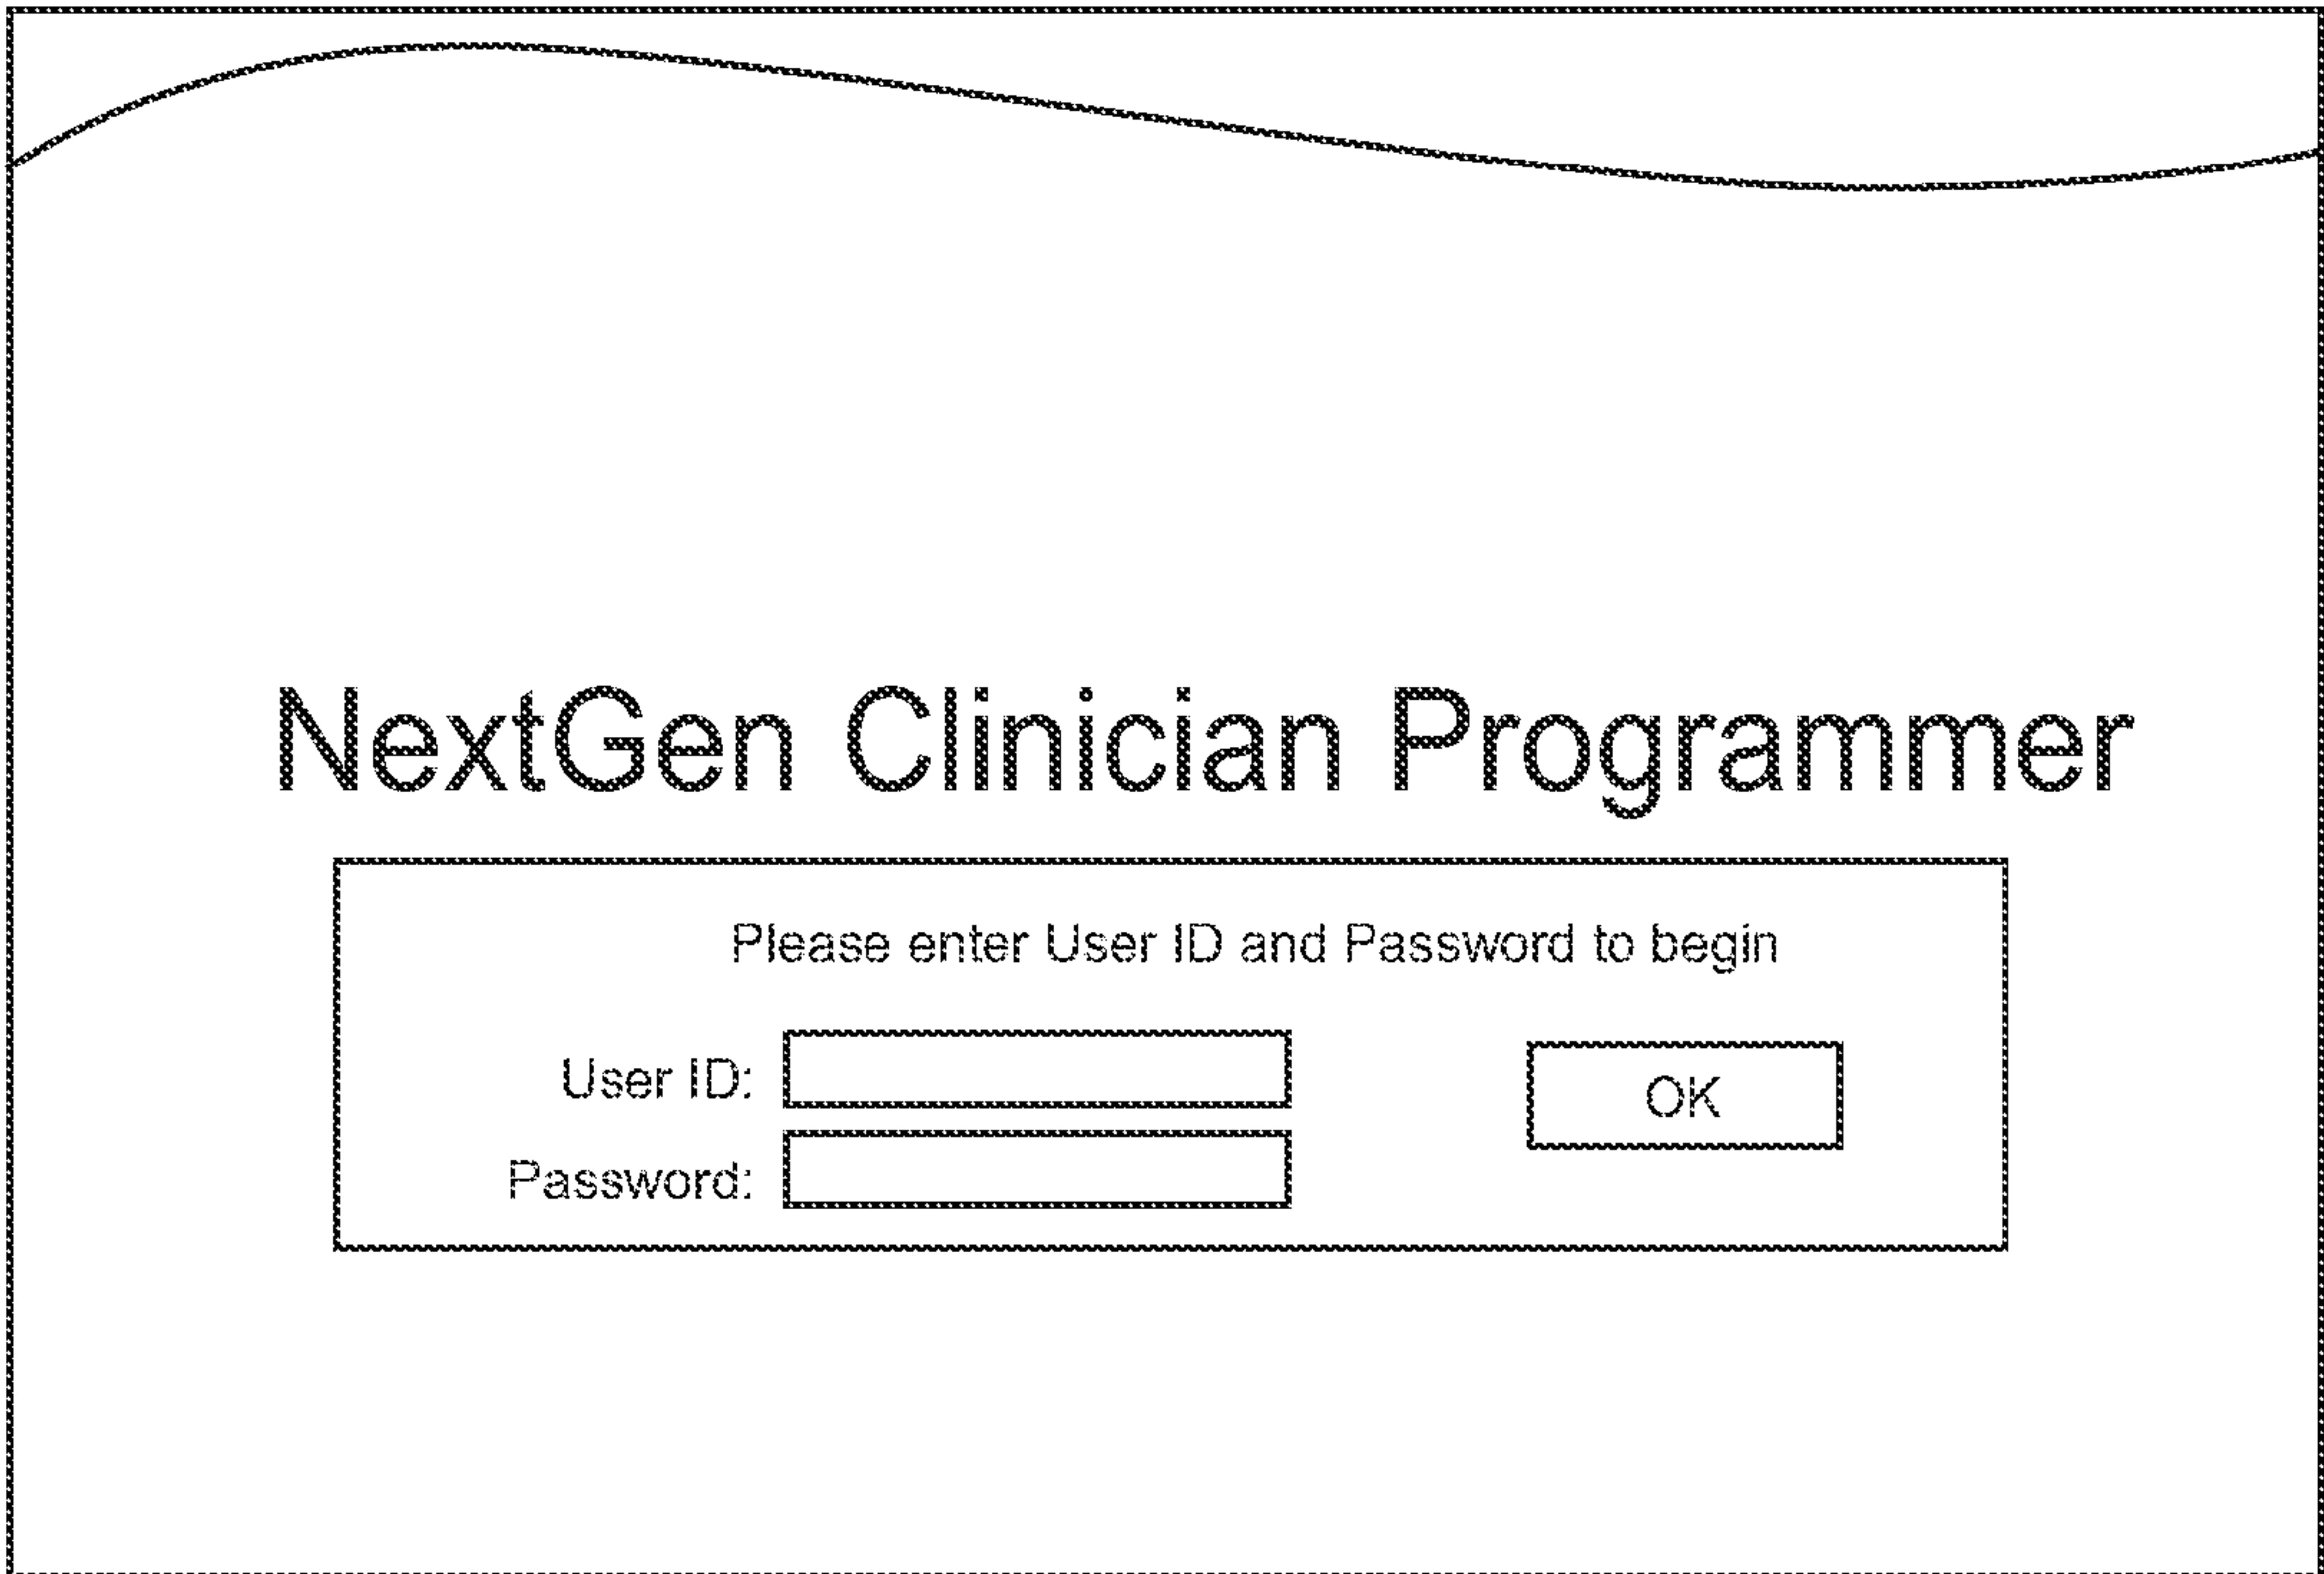 NextGen Clinician Programmer
Please enter User ID and Password to begin
User ID:
OK
Password: